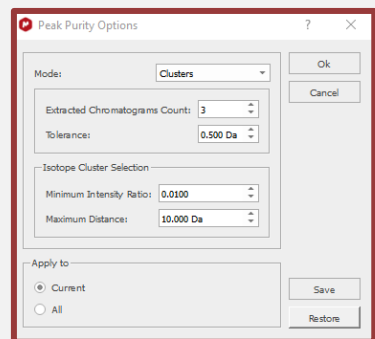 Peak Purity Options ? ×
Mode: Clusters
Ok
Cancel
Extracted Chromatograms Count: 3
Tolerance: 0.500 Da
Isotope Cluster Selection
Minimum Intensity Ratio: 0.0100
Maximum Distance: 10.000 Da
Apply to
Current
All
Save
Restore